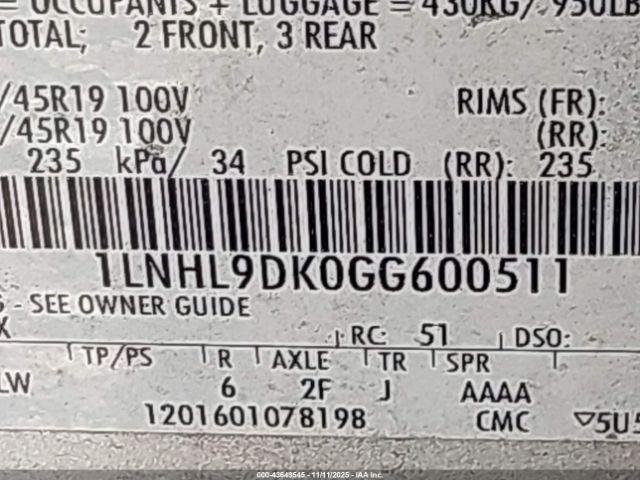 = OCCUPANTS + LUGGAGE = 430KG/ 950LB
TOTAL; 2 FRONT, 3 REAR
/45R19 100V RIMS (FR):
/45R19 100V (RR):
235 kPa/ 34 PSI COLD (RR): 235
1LNHL9DK0GG600511
- SEE OWNER GUIDE
RC: 51 DSO:
TP/PS R AXLE TR SPR
LW 6 2F J AAAA
1201601078198 CMC ▽5U5
000-43649545 - 11/11/2025 - IAA Inc.